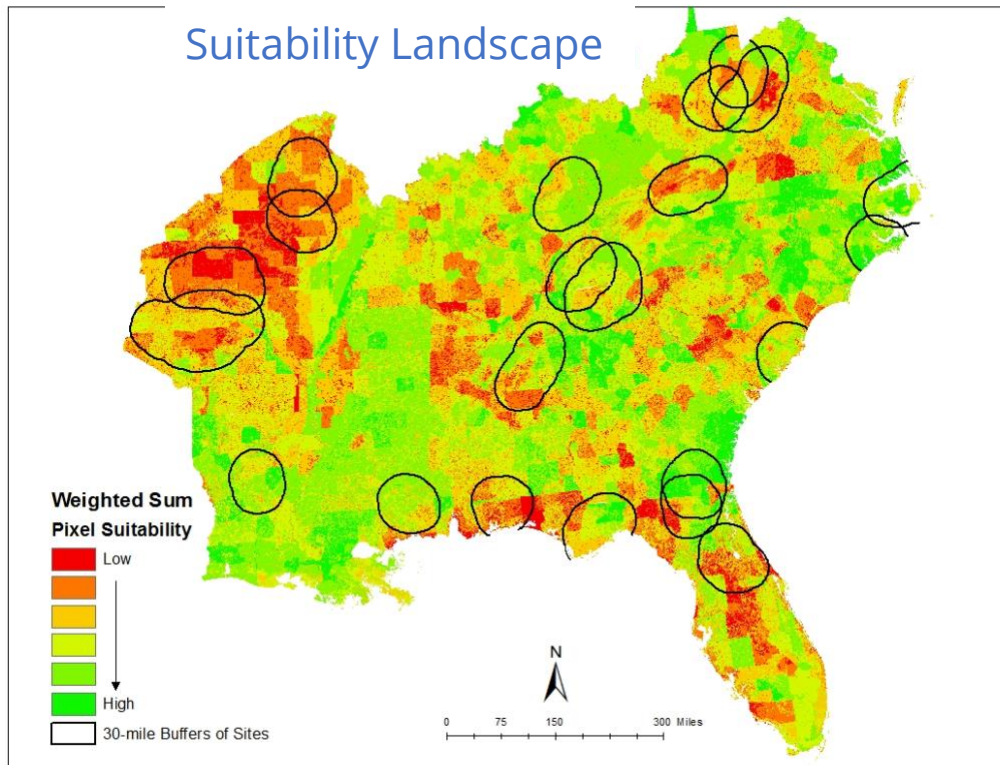 Suitability Landscape
Weighted Sum
Pixel Suitability
Low
High
30-mile Buffers of Sites
N
0 75 150 300 Miles